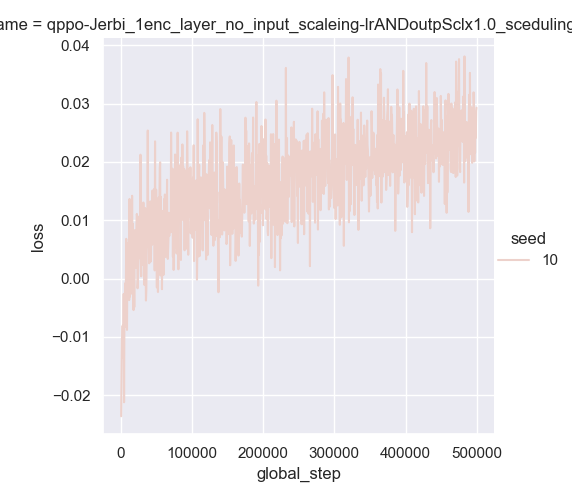 ame = qppo-Jerbi_1enc_layer_no_input_scaleing-lrANDoutpSclx1.0_sceduling
0.04
0.03
0.02
0.01
0.00
−0.01
−0.02
loss
0 100000 200000 300000 400000 500000
global_step
seed
10